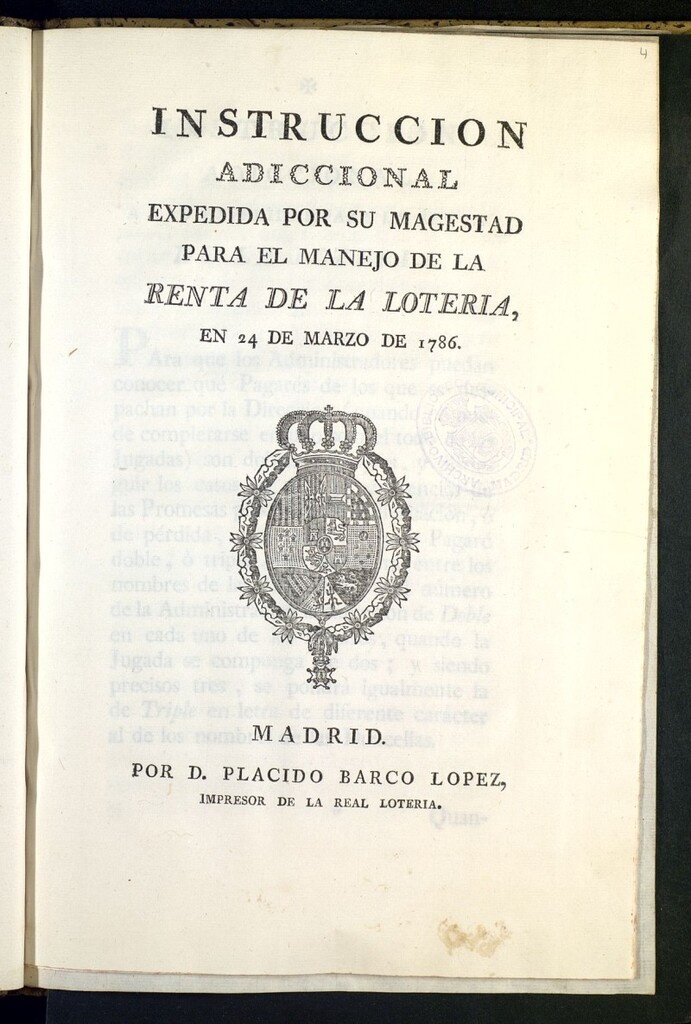 4
INSTRUCCION
ADICCIONAL
EXPEDIDA POR SU MAGESTAD
PARA EL MANEJO DE LA
RENTA DE LA LOTERIA,
EN 24 DE MARZO DE 1786.
MADRID.
POR D. PLACIDO BARCO LOPEZ,
IMPRESOR DE LA REAL LOTERIA.